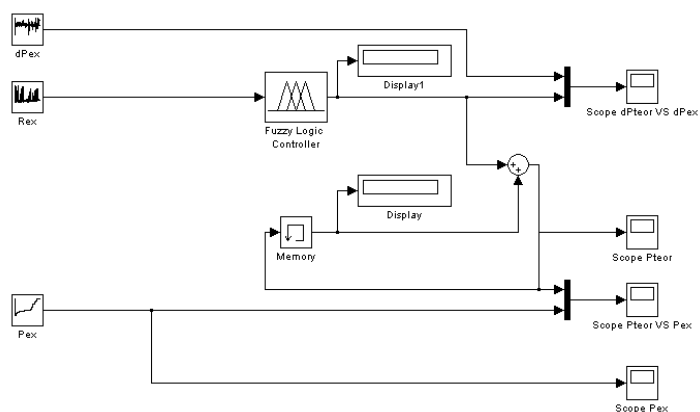 dPex
Display1
Rex
Scope dPteor VS dPex
Fuzzy Logic
Controller
Display
Memory
Scope Pteor
Pex
Scope Pteor VS Pex
Scope Pex